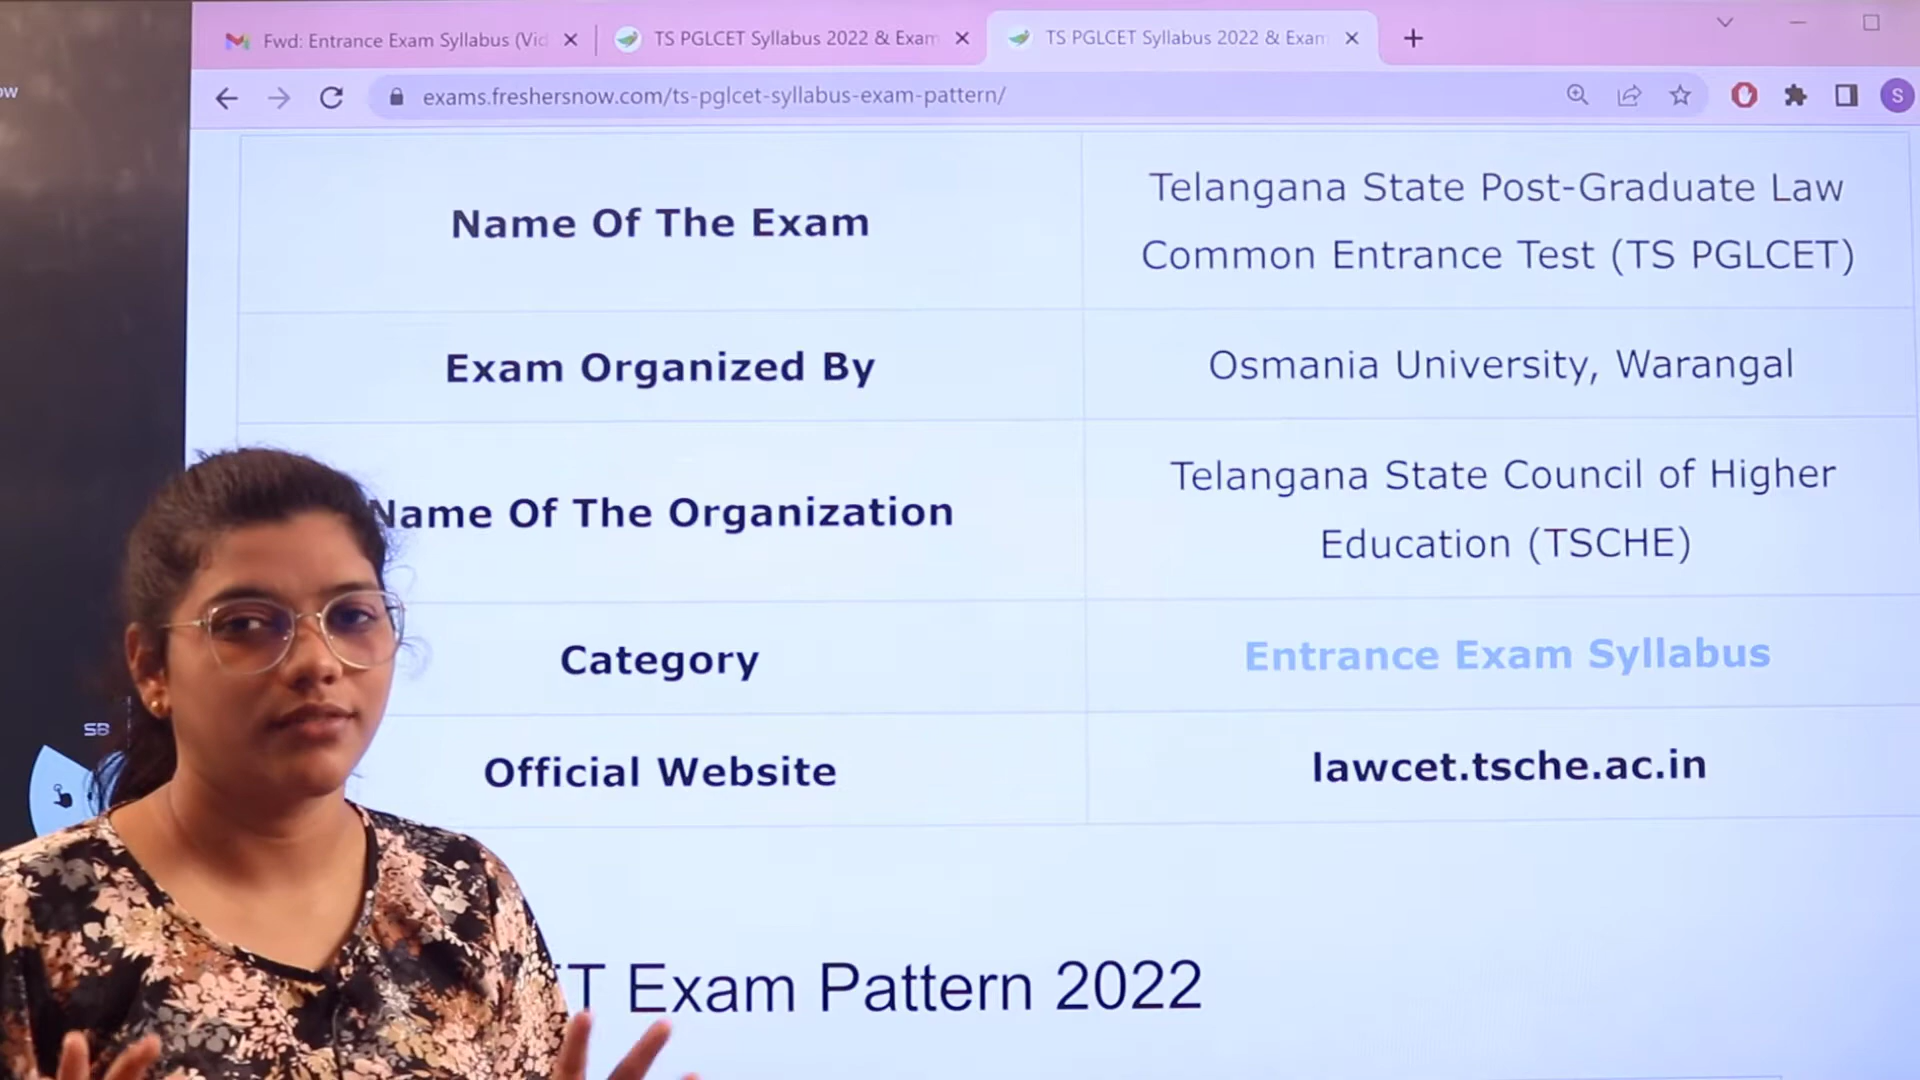 ow
Fwd: Entrance Exam Syllabus (Vid
TS PGLCET Syllabus 2022 & Exam
TS PGLCET Syllabus 2022 & Exam
exams.freshersnow.com/ts-pglcet-syllabus-exam-pattern/
S
Name Of The Exam
Telangana State Post-Graduate Law
Common Entrance Test (TS PGLCET)
Exam Organized By
Osmania University, Warangal
Name Of The Organization
Telangana State Council of Higher
Education (TSCHE)
Category
Entrance Exam Syllabus
SB
Official Website
lawcet.tsche.ac.in
T Exam Pattern 2022